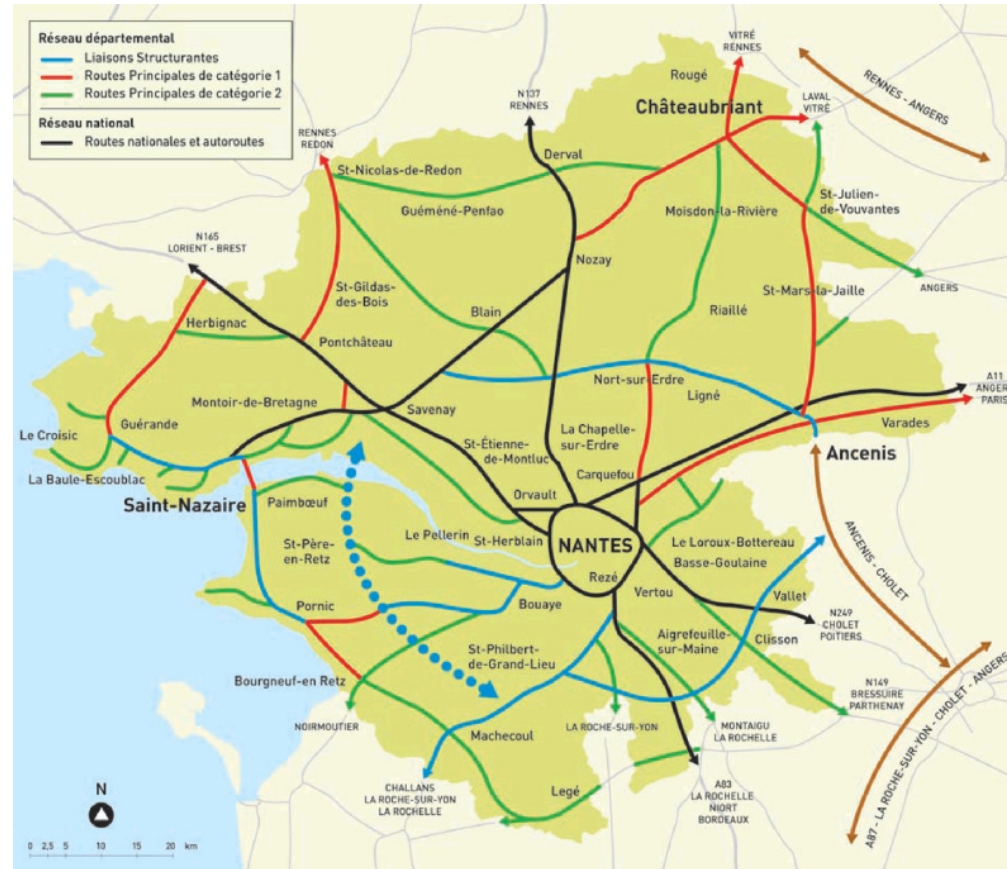 Réseau départemental
Liaisons Structurantes
Routes Principales de catégorie 1
Routes Principales de catégorie 2
Réseau national
Routes nationales et autoroutes
VITRÉ
RENNES
Rougé
Châteaubriant
LAVAL
VITRÉ
RENNES - ANGERS
N137
RENNES
Derval
RENNES
REDON
St-Nicolas-de-Redon
Guéméné-Penfao
Moisdon-la-Rivière
St-Julien-
de-Vouvantes
N165
LORIENT - BREST
Nozay
ANGERS
St-Gildas-
des-Bois
St-Mars-la-Jaille
Herbignac
Blain
Riaillé
Pontchâteau
Nort-sur-Erdre
A11
ANGERS
PARIS
Ligné
Montoir-de-Bretagne
Savenay
Guérande
Le Croisic
La Chapelle-
sur-Erdre
Varades
St-Étienne-
de-Montluc
Ancenis
La Baule-Escoublac
Carquefou
Saint-Nazaire
Orvault
Paimbœuf
Le Pellerin
St-Herblain
NANTES
Le Loroux-Bottereau
Basse-Goulaine
ANCENIS-CHOLET
St-Père-
en-Retz
Rezé
Vertou
Vallet
Pornic
Bouaye
N249
CHOLET
POITIERS
Clisson
Aigrefeuille-
sur-Maine
St-Philbert-
de-Grand-Lieu
Bourgneuf-en Retz
N149
BRESSUIRE
PARTHENAY
NOIRMOUTIER
LA ROCHE-SUR-YON
MONTAIGU
LA ROCHELLE
Machecoul
A87 - LA ROCHE-SUR-YON - CHOLET - ANGERS
CHALLANS
LA ROCHE-SUR-YON
LA ROCHELLE
Legé
A83
LA ROCHELLE
NIORT
BORDEAUX
N
0 2,5 5 10 15 20 km